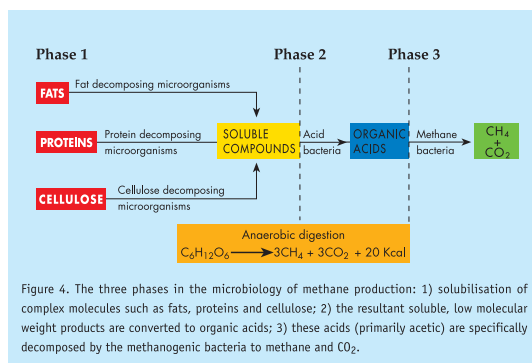 Phase 1 Phase 2 Phase 3
FATS
Fat decomposing microorganisms
PROTEINS
Protein decomposing
microorganisms
SOLUBLE
COMPOUNDS
Acid
bacteria
ORGANIC
ACIDS
Methane
bacteria
CH₄
+
CO₂
CELLULOSE
Cellulose decomposing
microorganisms
Anaerobic digestion
C₆H₁₂O₆ → 3CH₄ + 3CO₂ + 20 Kcal
Figure 4. The three phases in the microbiology of methane production: 1) solubilisation of
complex molecules such as fats, proteins and cellulose; 2) the resultant soluble, low molecular
weight products are converted to organic acids; 3) these acids (primarily acetic) are specifically
decomposed by the methanogenic bacteria to methane and CO₂.